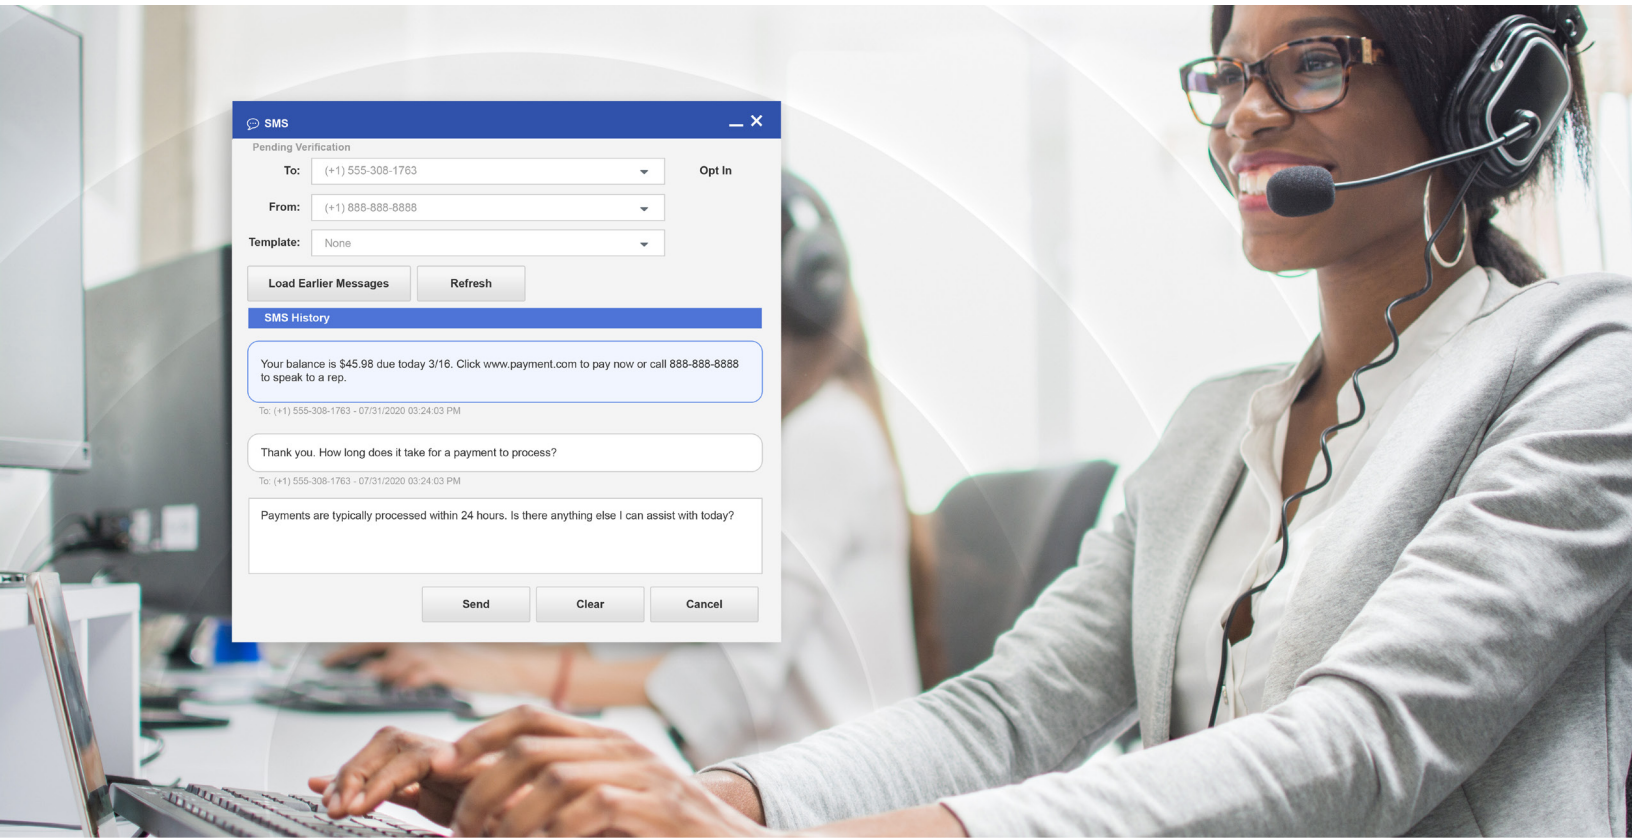 SMS
Pending Verification
To: (+1) 555-308-1763 Opt In
From: (+1) 888-888-8888
Template: None
Load Earlier Messages Refresh
SMS History
Your balance is $45.98 due today 3/16. Click www.payment.com to pay now or call 888-888-8888
to speak to a rep.
To: (+1) 555-308-1763 - 07/31/2020 03:24:03 PM
Thank you. How long does it take for a payment to process?
To: (+1) 555-308-1763 - 07/31/2020 03:24:03 PM
Payments are typically processed within 24 hours. Is there anything else I can assist with today?
Send Clear Cancel